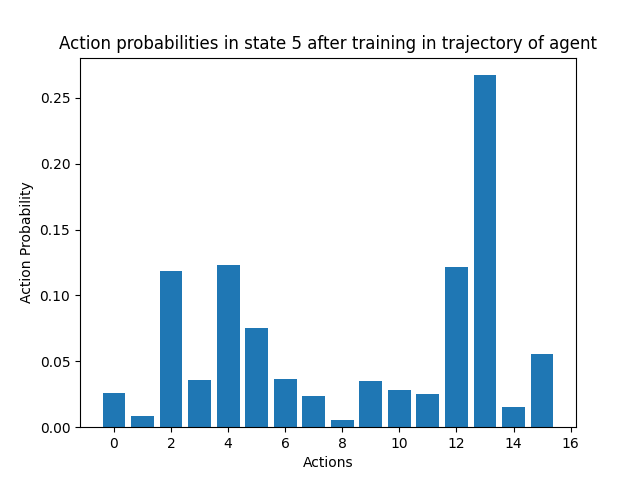 Action probabilities in state 5 after training in trajectory of agent
0.25
0.20
0.15
0.10
0.05
0.00
Action Probability
0 2 4 6 8 10 12 14 16
Actions